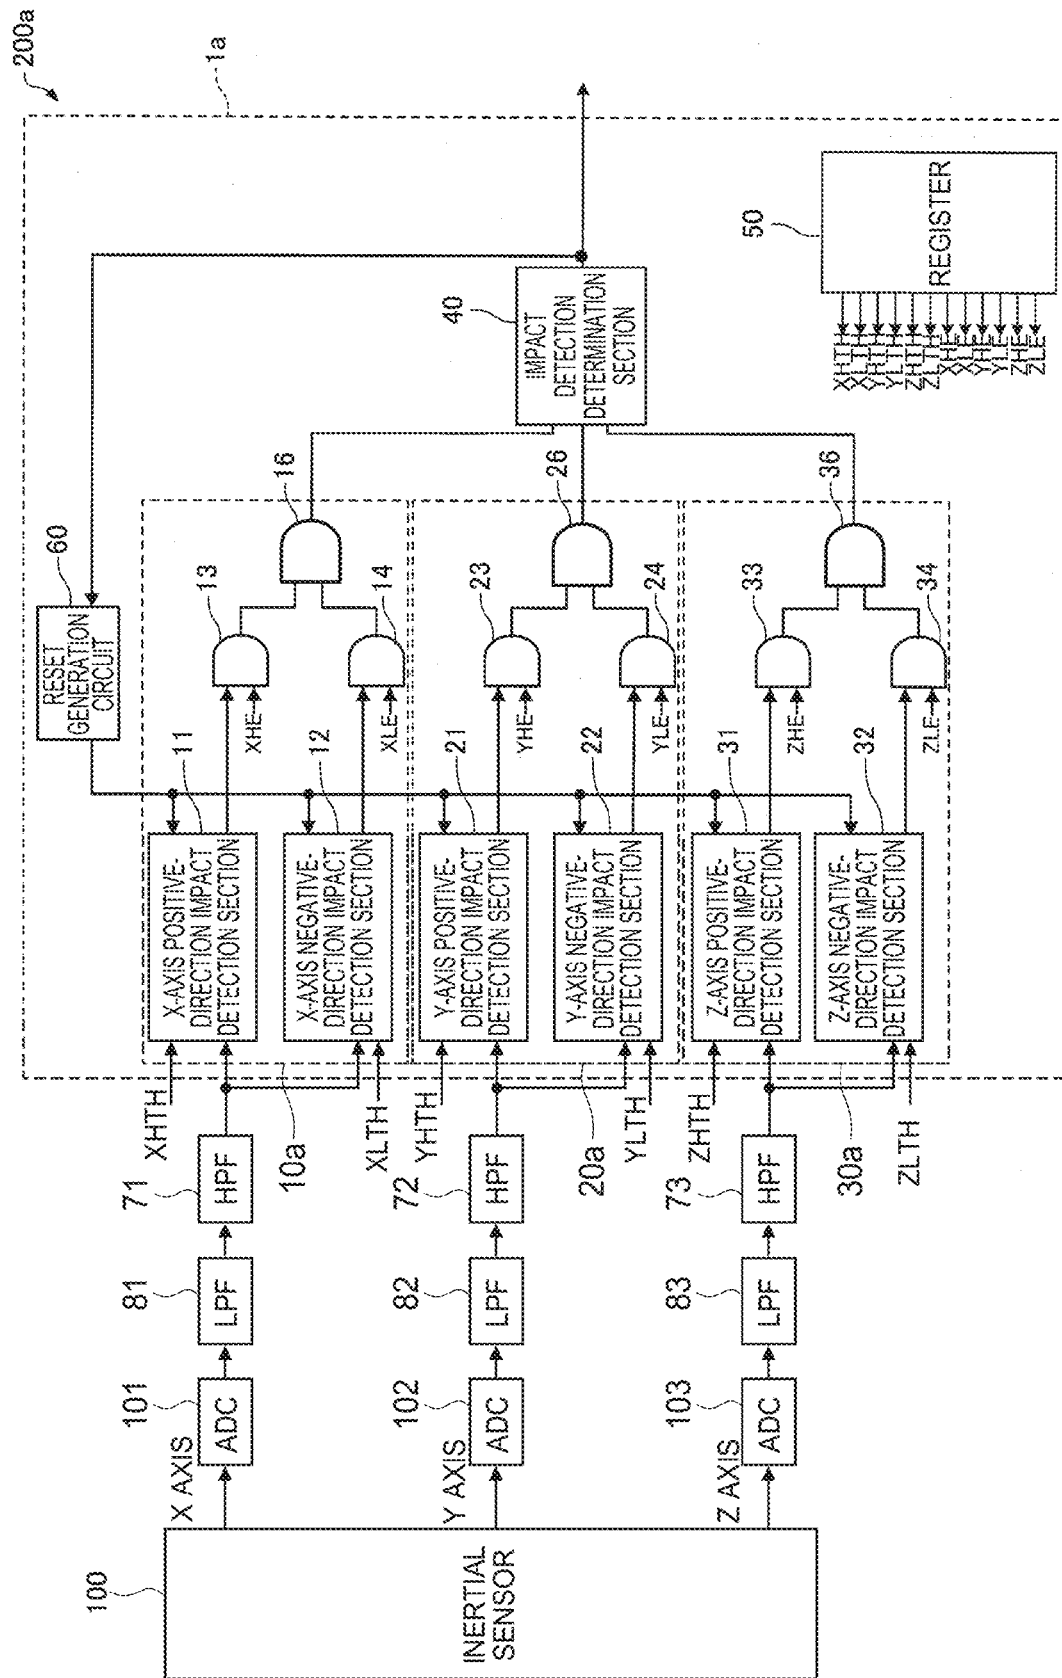 200a
1a
60
RESET
GENERATION
CIRCUIT
100
INERTIAL
SENSOR
X AXIS
101
ADC
81
LPF
71
HPF
XHTH
10a
XLTH
11
X-AXIS POSITIVE-
DIRECTION IMPACT
DETECTION SECTION
12
X-AXIS NEGATIVE-
DIRECTION IMPACT
DETECTION SECTION
XHE
13
XLE
14
16
Y AXIS
102
ADC
82
LPF
72
HPF
YHTH
20a
YLTH
21
Y-AXIS POSITIVE-
DIRECTION IMPACT
DETECTION SECTION
22
Y-AXIS NEGATIVE-
DIRECTION IMPACT
DETECTION SECTION
YHE
23
YLE
24
26
Z AXIS
103
ADC
83
LPF
73
HPF
ZHTH
30a
ZLTH
31
Z-AXIS POSITIVE-
DIRECTION IMPACT
DETECTION SECTION
32
Z-AXIS NEGATIVE-
DIRECTION IMPACT
DETECTION SECTION
ZHE
33
ZLE
34
36
40
IMPACT
DETECTION
DETERMINATION
SECTION
50
REGISTER
XHTH
XLTH
YHTH
YLTH
ZHTH
ZLTH
XHE
XLE
YHE
YLE
ZHE
ZLE